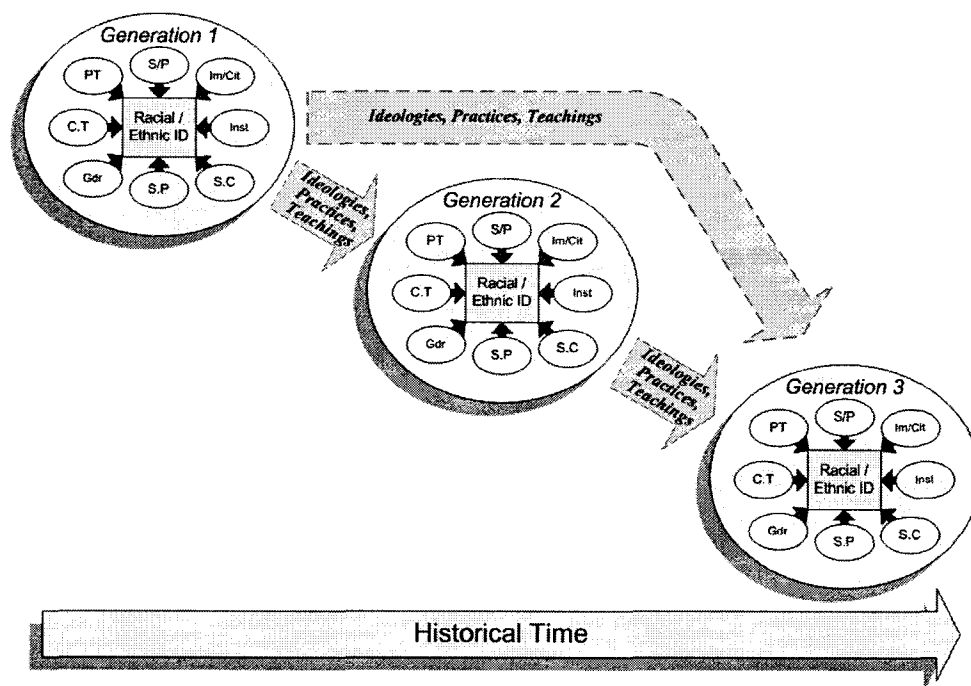 Generation 1
S/P
PT
Im/Cit
Racial /
Ethnic ID
C.T
Inst
Gdr
S.P
S.C
Ideologies, Practices, Teachings
Ideologies,
Practices,
Teachings
Generation 2
S/P
PT
Im/Cit
Racial /
Ethnic ID
C.T
Inst
Gdr
S.P
S.C
Ideologies,
Practices,
Teachings
Generation 3
S/P
PT
Im/Cit
Racial /
Ethnic ID
C.T
Inst
Gdr
S.P
S.C
Historical Time